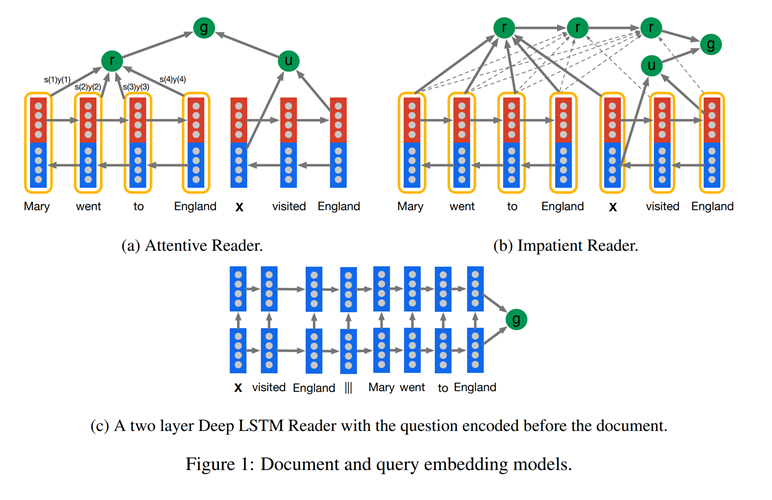 g
r
u
s(1)y(1)
s(2)y(2)
s(3)y(3)
s(4)y(4)
Mary went to England X visited England
(a) Attentive Reader.
r r r
g
u
Mary went to England X visited England
(b) Impatient Reader.
g
X visited England ||| Mary went to England
(c) A two layer Deep LSTM Reader with the question encoded before the document.
Figure 1: Document and query embedding models.